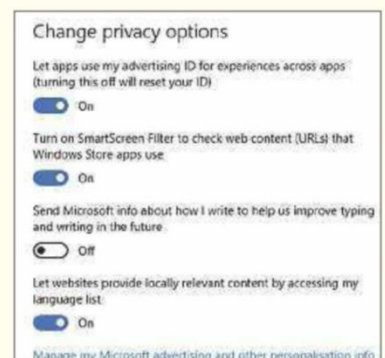 Change privacy options
Let apps use my advertising ID for experiences across apps
(turning this off will reset your ID)
On
Turn on SmartScreen Filter to check web content (URLs) that
Windows Store apps use
On
Send Microsoft info about how I write to help us improve typing
and writing in the future
Off
Let websites provide locally relevant content by accessing my
language list
On
Manage my Microsoft advertising and other personalisation info